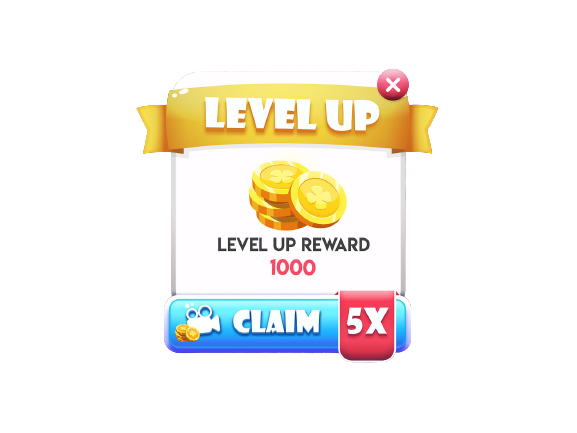 LEVEL UP
LEVEL UP REWARD
1000
CLAIM 5X